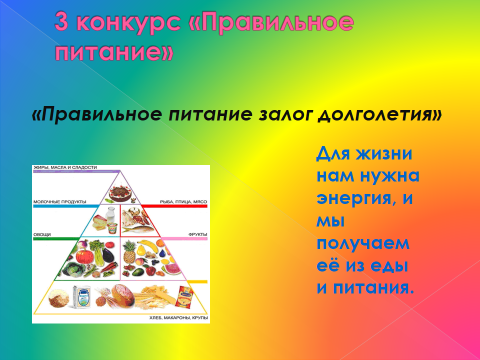 3 конкурс «Правильное
питание»
«Правильное питание залог долголетия»
Для жизни
нам нужна
энергия, и
мы
получаем
её из еды
и питания.
ЖИРЫ, МАСЛА И СЛАДОСТИ
МОЛОЧНЫЕ ПРОДУКТЫ
РЫБА, ПТИЦА, МЯСО
ОВОЩИ
ФРУКТЫ
ХЛЕБ, МАКАРОНЫ, КРУПЫ